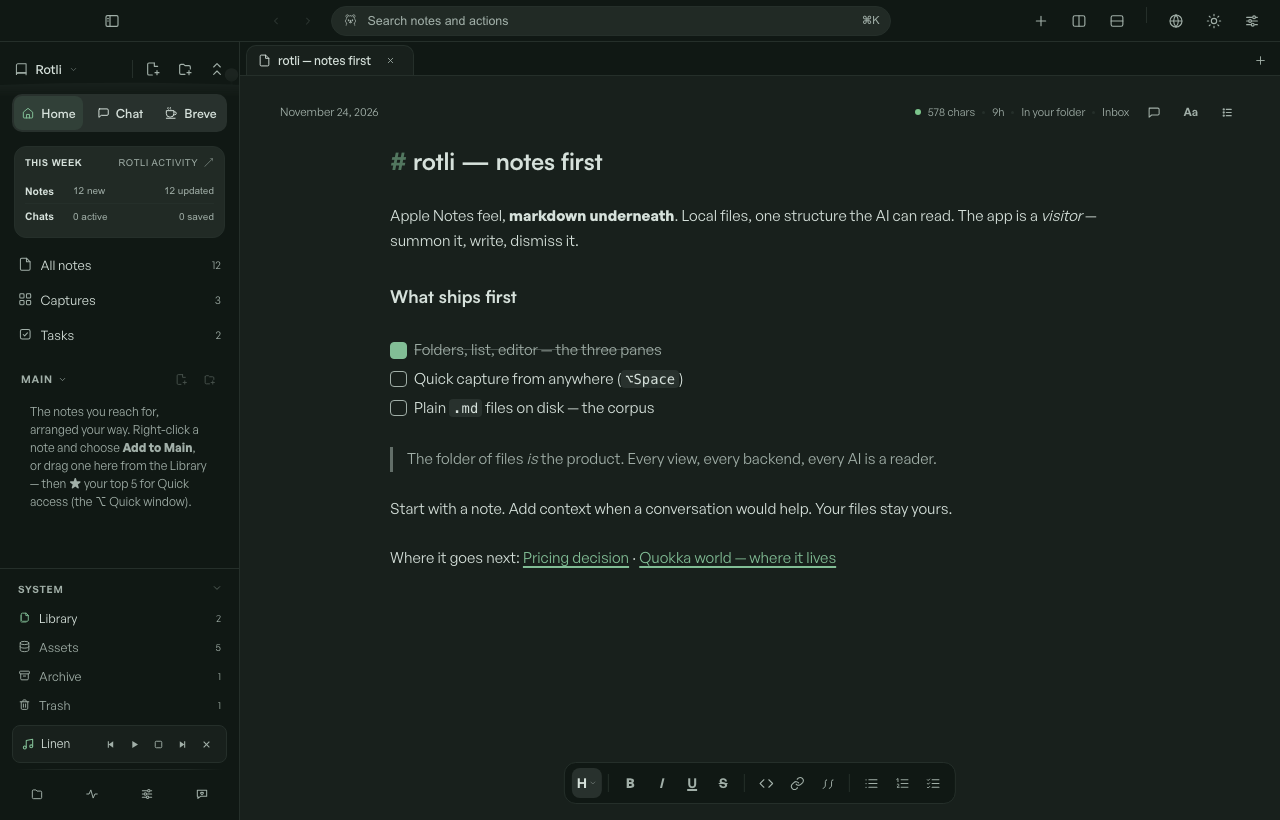 Search notes and actions
⌘K
Rotli
rotli — notes first
Home
Chat
Breve
THIS WEEK
ROTLI ACTIVITY
Notes 12 new 12 updated
Chats 0 active 0 saved
All notes 12
Captures 3
Tasks 2
MAIN
The notes you reach for,
arranged your way. Right-click a
note and choose Add to Main,
or drag one here from the Library
— then ★ your top 5 for Quick
access (the ⌥ Quick window).
SYSTEM
Library 2
Assets 5
Archive 1
Trash 1
Linen
November 24, 2026
578 chars · 9h · In your folder · Inbox
Aa
# rotli — notes first
Apple Notes feel, markdown underneath. Local files, one structure the AI can read. The app is a visitor —
summon it, write, dismiss it.
What ships first
Folders, list, editor — the three panes
Quick capture from anywhere (⌥Space)
Plain .md files on disk — the corpus
The folder of files is the product. Every view, every backend, every AI is a reader.
Start with a note. Add context when a conversation would help. Your files stay yours.
Where it goes next: Pricing decision · Quokka world — where it lives
H B I U S